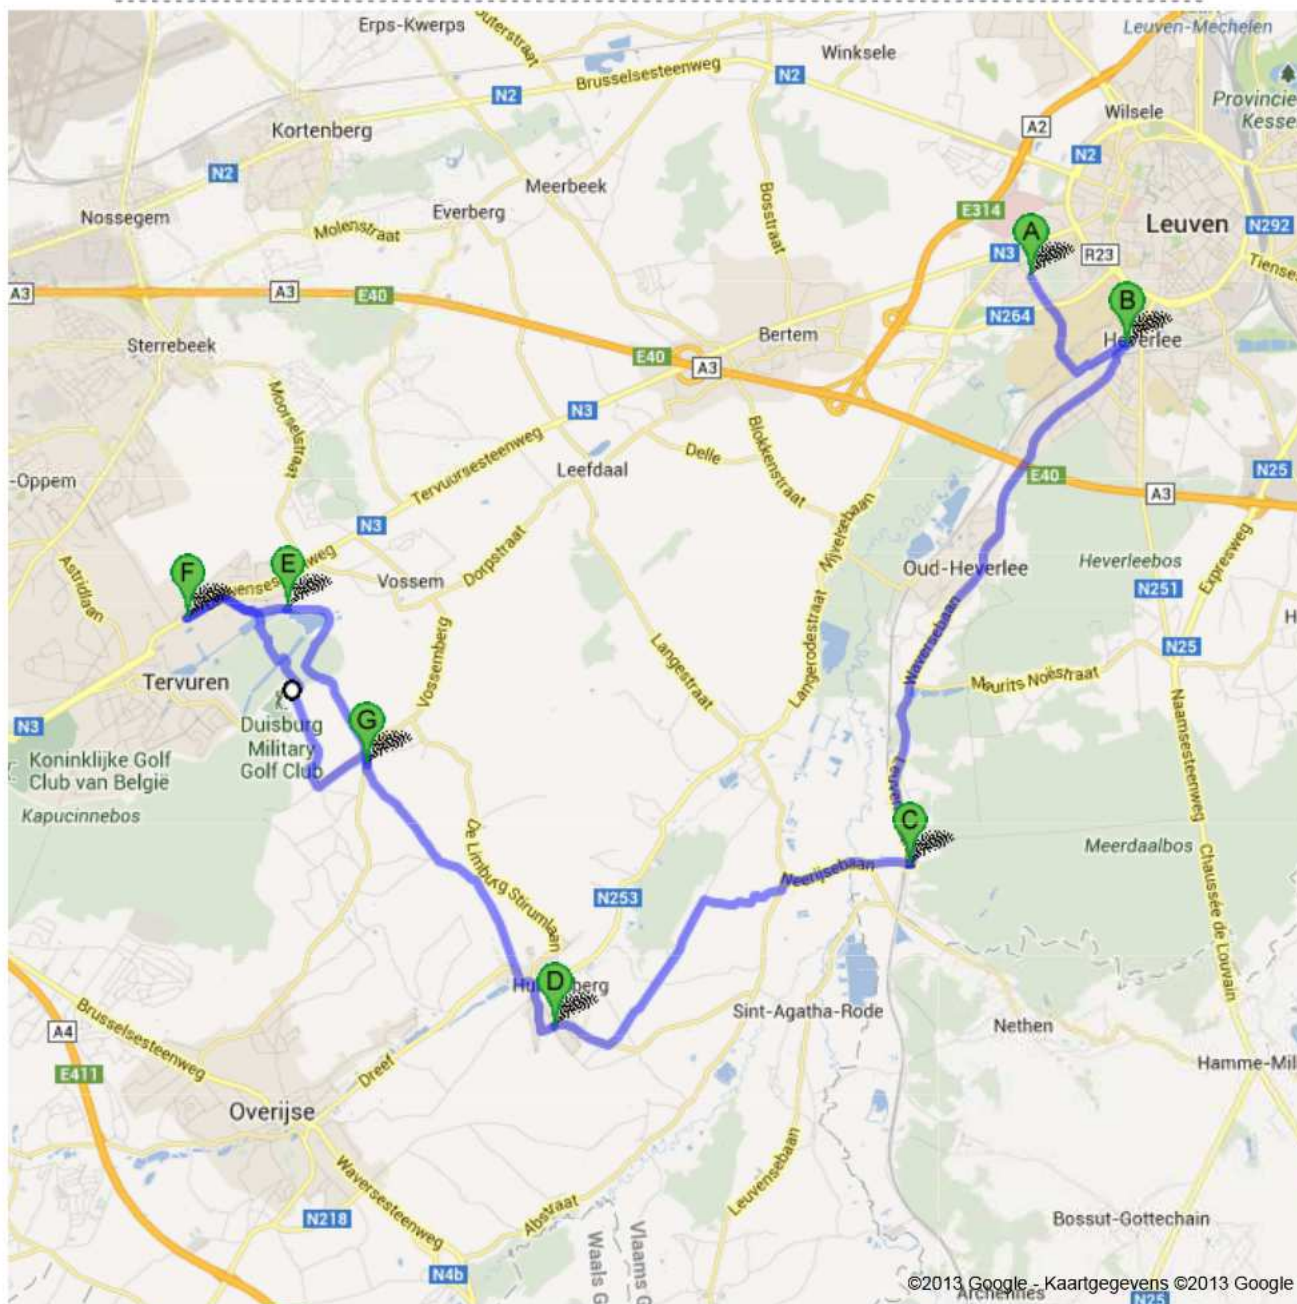 Erps-Kwerps
Leuven-Mechelen
Winksele
Brusselsesteenweg
N2
N2
Wilsele
Provincie
Kesse
Kortenberg
A2
N2
N2
Meerbeek
Bosstraat
Nossegem
Everberg
E314
Leuven
N292
Molenstraat
A
N3
R23
Tiense
A3
A3
E40
N264
B
Sterrebeek
Bertem
Heverlee
E40
A3
Moorselstraat
N3
Blokkenstraat
Tervuursesteenweg
Delle
-Oppem
Leefdaal
E40
N25
A3
N3
Nijvelsebaan
Expresweg
Astridlaan
F
E
Vossem
Dorpstraat
Oud-Heverlee
Heverleebos
N251
Waversebaan
Langerodestraat
Langestraat
Vossemberg
N25
Tervuren
Maurits Noëstraat
N3
Duisburg
Military
Golf Club
G
Koninklijke Golf
Club van België
Kapucinnebos
Naamsesteenweg
C
Meerdaalbos
De Limburg Stirumlaan
Neerijsebaan
N253
Chaussée de Louvain
D
Sint-Agatha-Rode
Brusselsesteenweg
A4
Nethen
E411
Dreef
Hamme-Mil
Overijse
Waversesteenweg
Leuvensebaan
Abstraat
N218
Bossut-Gottechain
Vlaams G
Waals G
N4b
©2013 Google - Kaartgegevens ©2013 Google
Archennes
N25